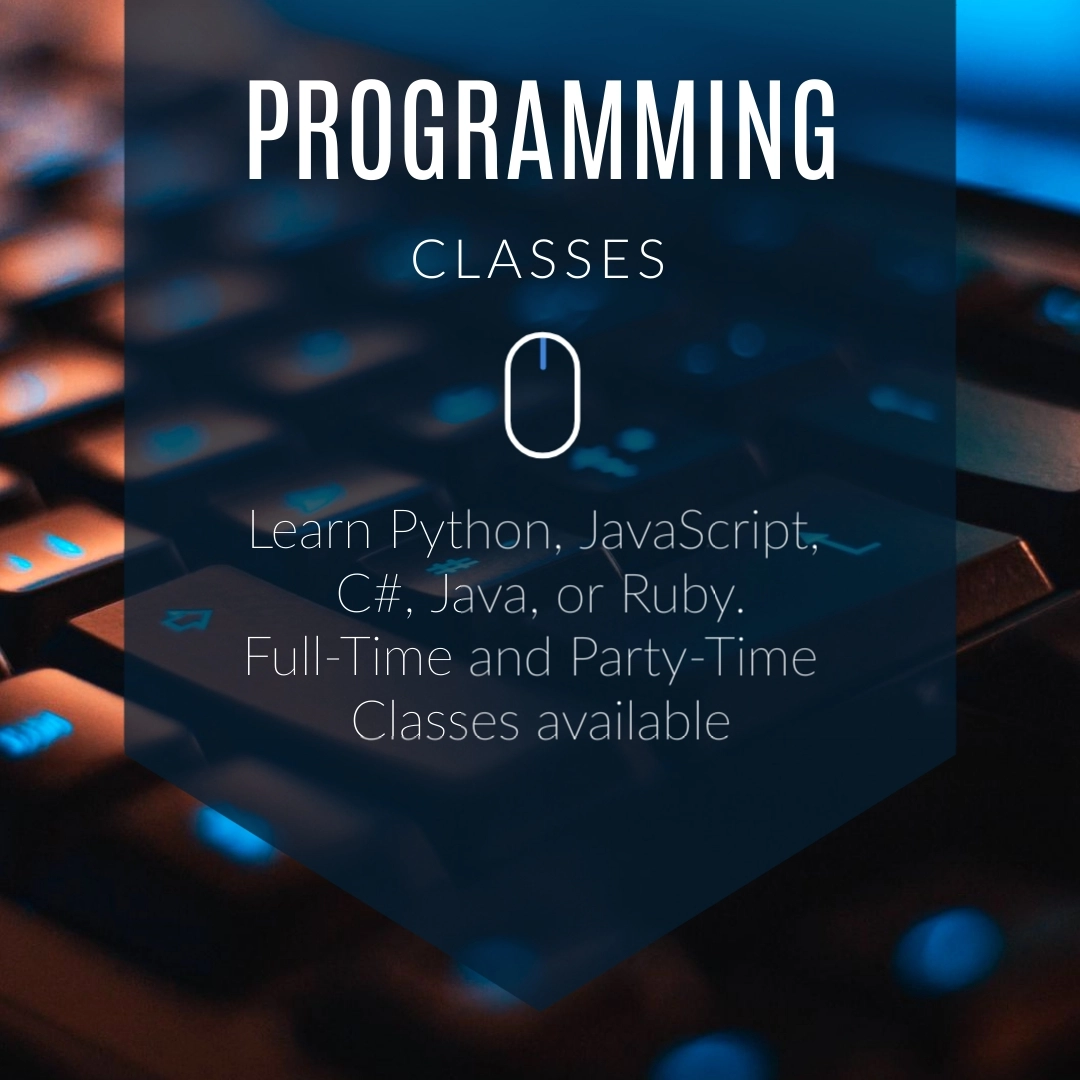 PROGRAMMING
CLASSES
Learn Python, JavaScript,
C#, Java, or Ruby.
Full-Time and Party-Time
Classes available